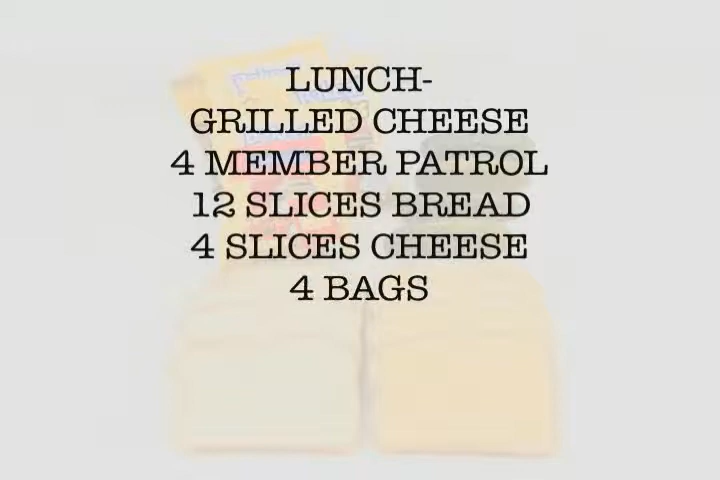 LUNCH-
GRILLED CHEESE
4 MEMBER PATROL
12 SLICES BREAD
4 SLICES CHEESE
4 BAGS